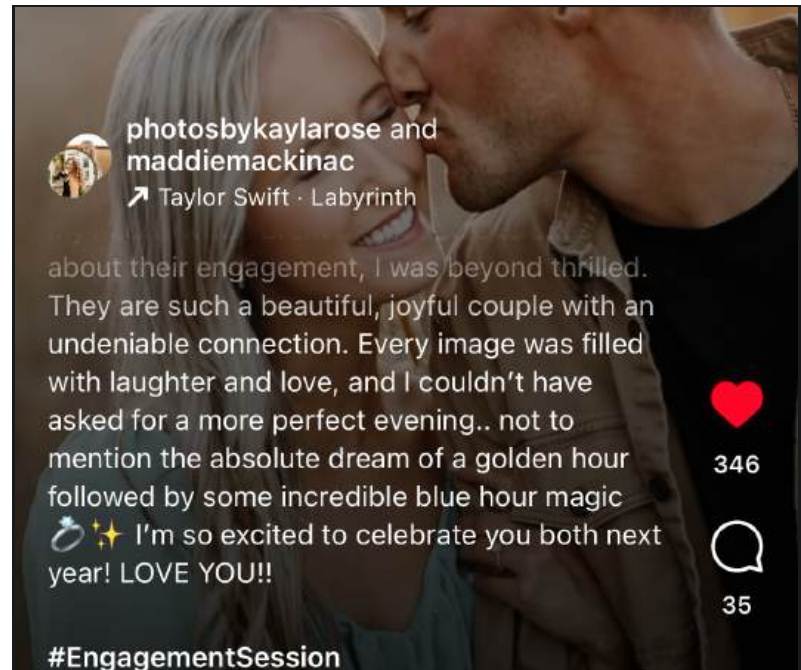 photosbykaylarose and
maddiemackinac
Taylor Swift · Labyrinth
about their engagement, I was beyond thrilled.
They are such a beautiful, joyful couple with an
undeniable connection. Every image was filled
with laughter and love, and I couldn’t have
asked for a more perfect evening.. not to
mention the absolute dream of a golden hour
followed by some incredible blue hour magic
💍✨ I’m so excited to celebrate you both next
year! LOVE YOU!!
#EngagementSession
346
35